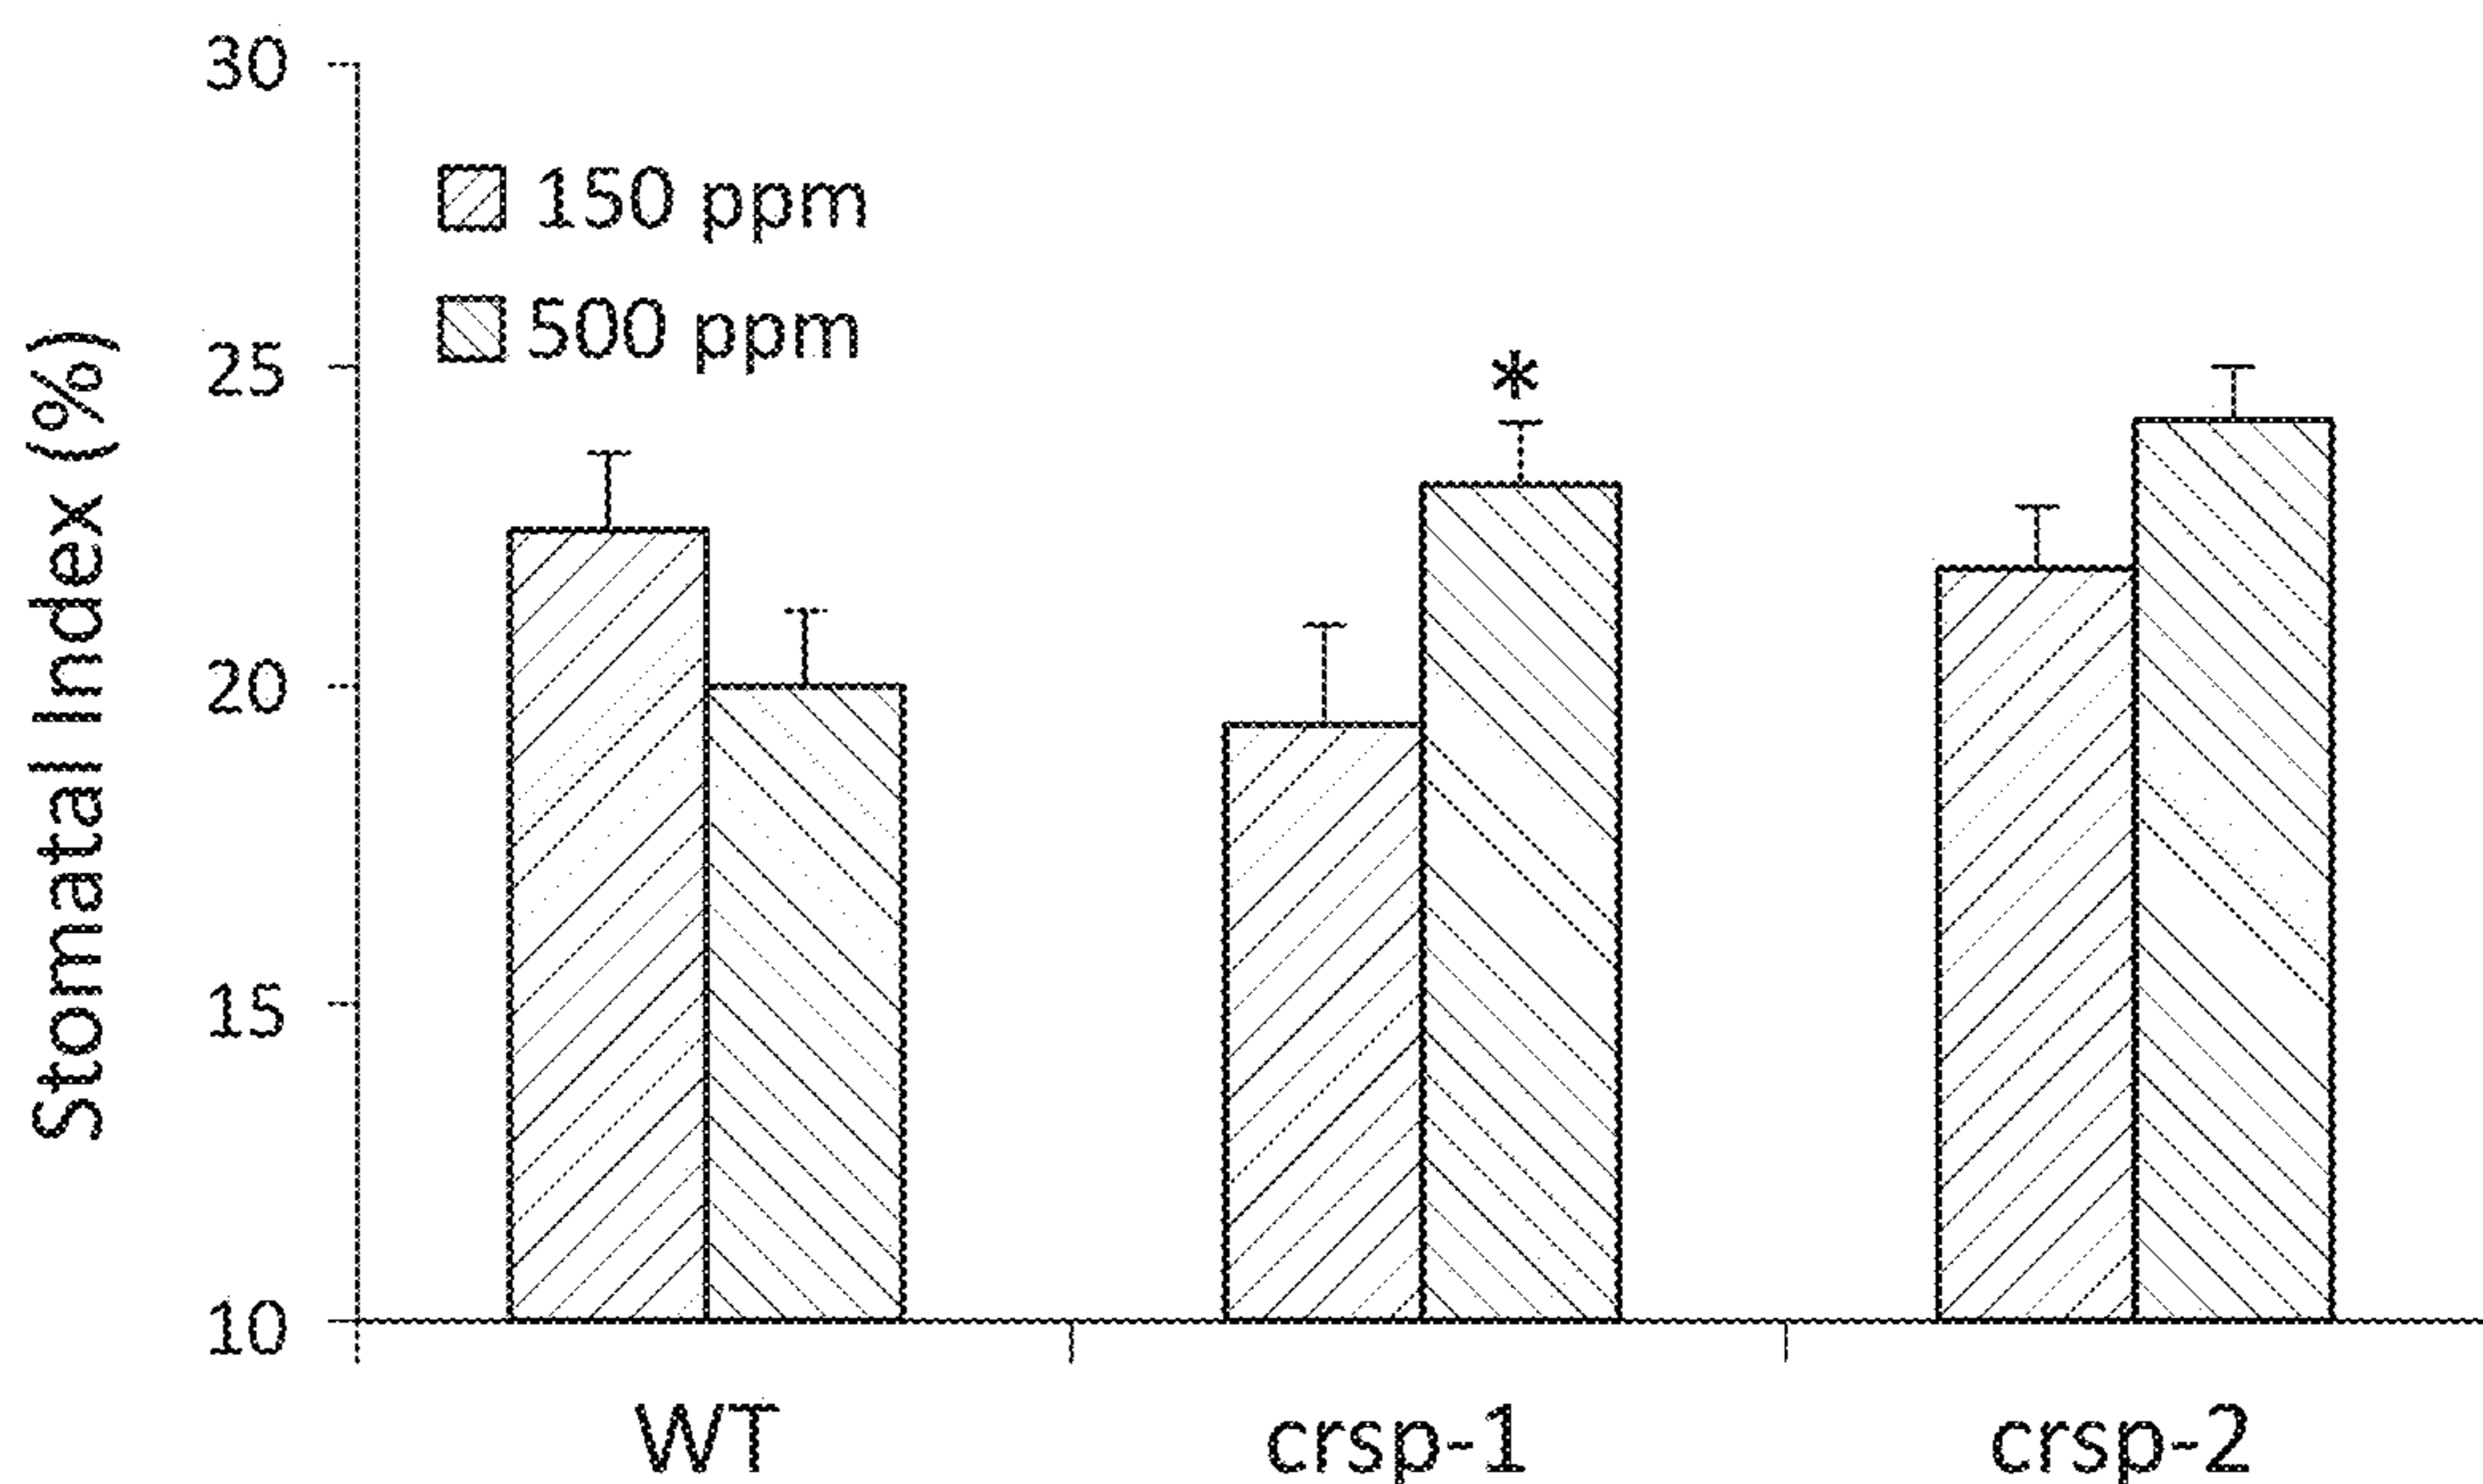 30
150 ppm
500 ppm
25
*
20
15
10
Stomatal Index (%)
WT
crsp-1
crsp-2